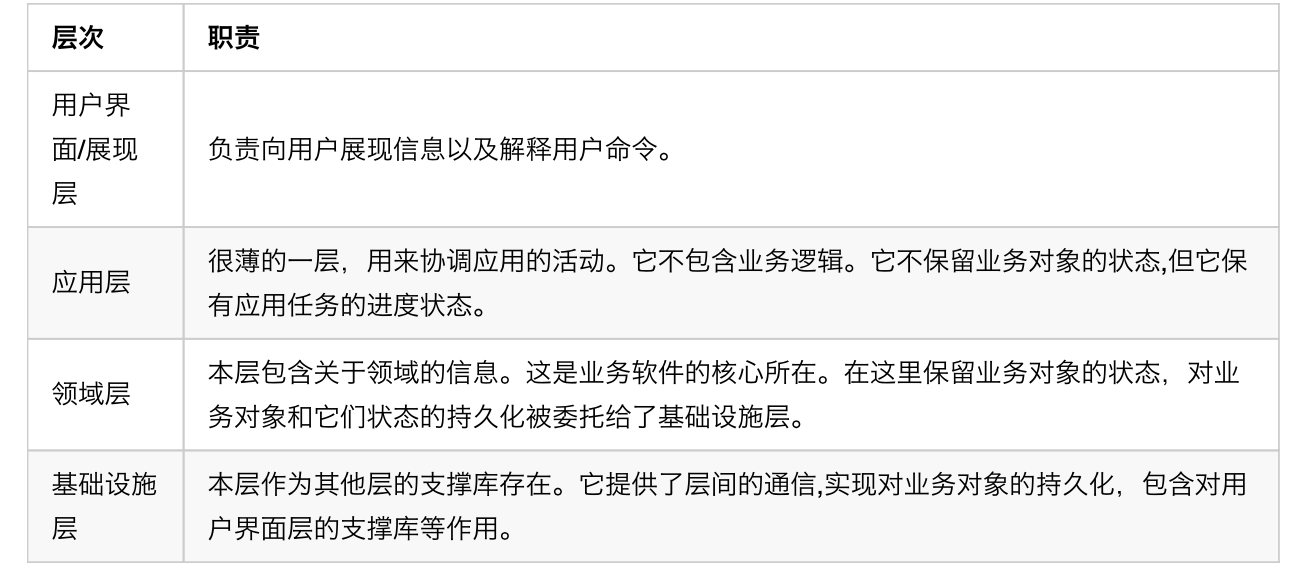 层次
职责
用户界
面/展现
层
负责向用户展现信息以及解释用户命令。
应用层
很薄的一层，用来协调应用的活动。它不包含业务逻辑。它不保留业务对象的状态,但它保
有应用任务的进度状态。
领域层
本层包含关于领域的信息。这是业务软件的核心所在。在这里保留业务对象的状态，对业
务对象和它们状态的持久化被委托给了基础设施层。
基础设施
层
本层作为其他层的支撑库存在。它提供了层间的通信,实现对业务对象的持久化，包含对用
户界面层的支撑库等作用。